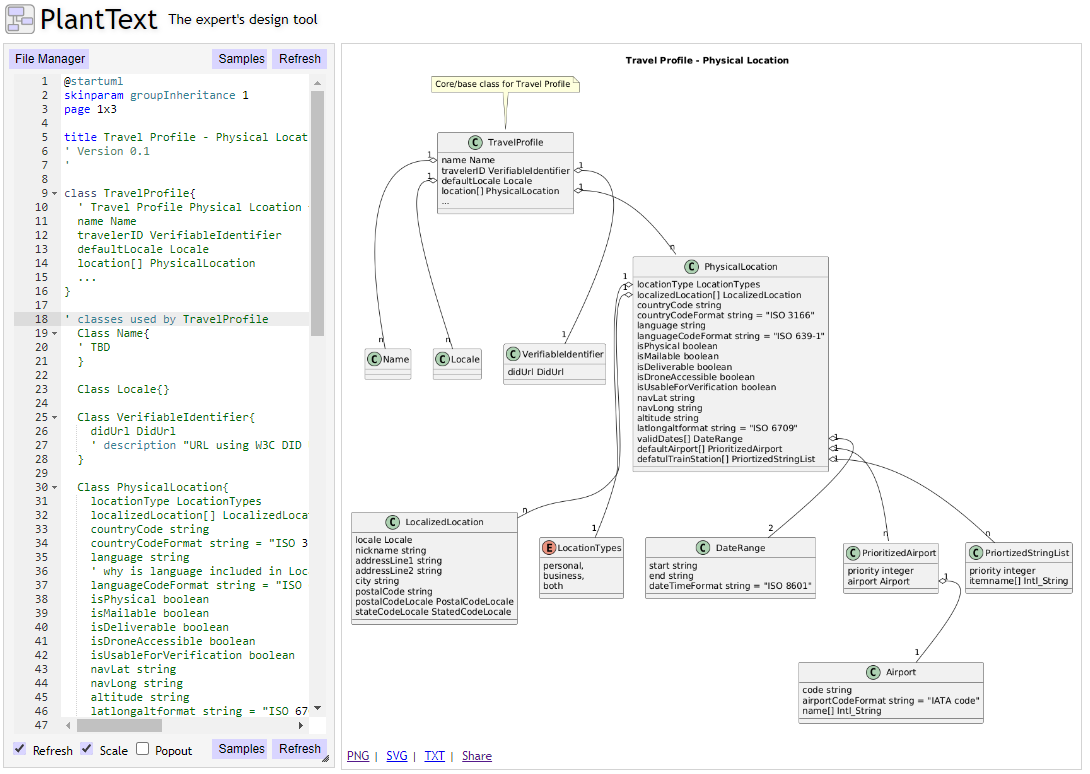 PlantText The expert's design tool
File Manager Samples Refresh
1 @startuml
2 skinparam groupInheritance 1
3 page 1x3
4
5 title Travel Profile - Physical Locat
6 ' Version 0.1
7 '
8
9 class TravelProfile{
10 ' Travel Profile Physical Lcoation
11 name Name
12 travelerID VerifiableIdentifier
13 defaultLocale Locale
14 location[] PhysicalLocation
15 ...
16 }
17
18 ' classes used by TravelProfile
19 Class Name{
20 ' TBD
21 }
22
23 Class Locale{}
24
25 Class VerifiableIdentifier{
26 didUrl DidUrl
27 ' description "URL using W3C DID
28 }
29
30 Class PhysicalLocation{
31 locationType LocationTypes
32 localizedLocation[] LocalizedLoca
33 countryCode string
34 countryCodeFormat string = "ISO 3
35 language string
36 ' why is language included in Loc
37 languageCodeFormat string = "ISO
38 isPhysical boolean
39 isMailable boolean
40 isDeliverable boolean
41 isDroneAccessible boolean
42 isUsableForVerification boolean
43 navLat string
44 navLong string
45 altitude string
46 latlongaltformat string = "ISO 67
47
Refresh Scale Popout Samples Refresh
Travel Profile - Physical Location
Core/base class for Travel Profile
C TravelProfile
name Name
travelerID VerifiableIdentifier
defaultLocale Locale
location[] PhysicalLocation
...
1
1
1
1
n
n
1
n
C Name
C Locale
C VerifiableIdentifier
didUrl DidUrl
C PhysicalLocation
locationType LocationTypes
localizedLocation[] LocalizedLocation
countryCode string
countryCodeFormat string = "ISO 3166"
language string
languageCodeFormat string = "ISO 639-1"
isPhysical boolean
isMailable boolean
isDeliverable boolean
isDroneAccessible boolean
isUsableForVerification boolean
navLat string
navLong string
altitude string
latlongaltformat string = "ISO 6709"
validDates[] DateRange
defaultAirport[] PrioritizedAirport
defatulTrainStation[] PriortizedStringList
1
1
1
1
1
n
1
2
n
n
C LocalizedLocation
locale Locale
nickname string
addressLine1 string
addressLine2 string
city string
postalCode string
postalCodeLocale PostalCodeLocale
stateCodeLocale StatedCodeLocale
E LocationTypes
personal,
business,
both
C DateRange
start string
end string
dateTimeFormat string = "ISO 8601"
C PrioritizedAirport
priority integer
airport Airport
C PriortizedStringList
priority integer
itemname[] Intl_String
1
1
C Airport
code string
airportCodeFormat string = "IATA code"
name[] Intl_String
PNG | SVG | TXT | Share